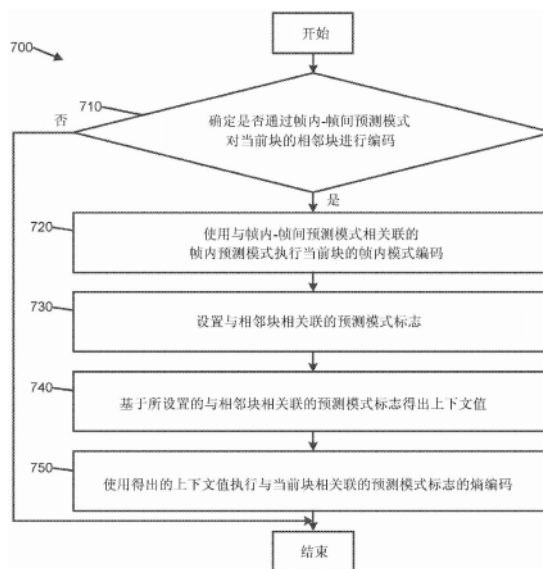 开始
700
710
否
确定是否通过帧内-帧间预测模式
对当前块的相邻块进行编码
是
720
使用与帧内-帧间预测模式相关联的
帧内预测模式执行当前块的帧内模式编码
730
设置与相邻块相关联的预测模式标志
740
基于所设置的与相邻块相关联的预测模式标志得出上下文值
750
使用得出的上下文值执行与当前块相关联的预测模式标志的熵编码
结束